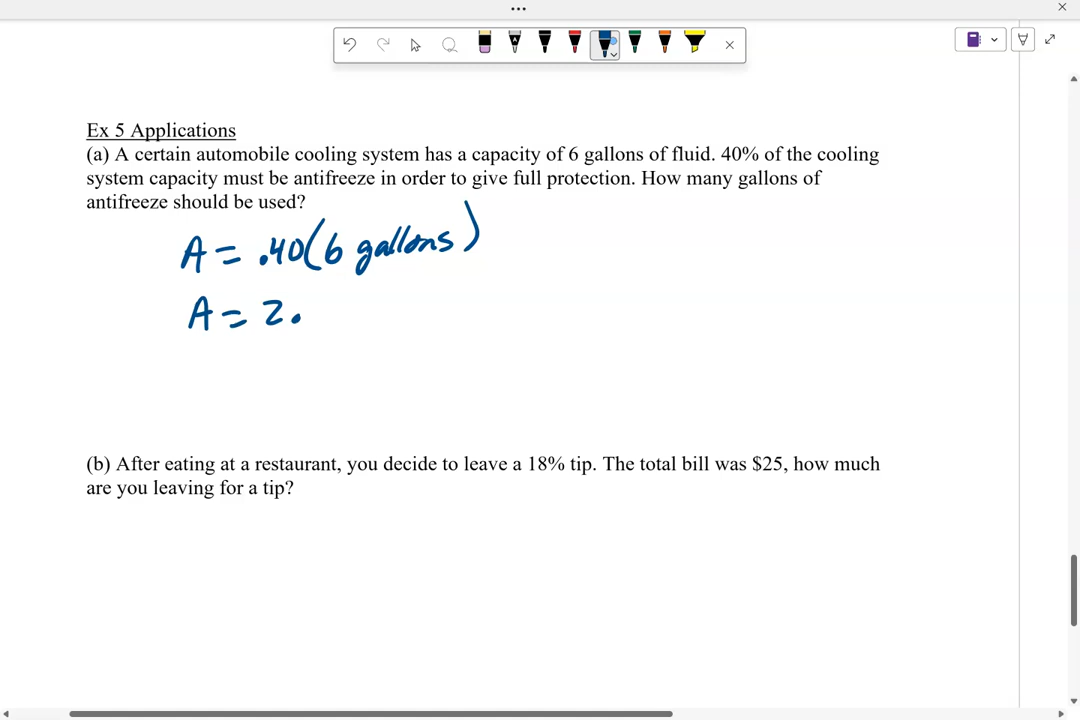 Ex 5 Applications
(a) A certain automobile cooling system has a capacity of 6 gallons of fluid. 40% of the cooling
system capacity must be antifreeze in order to give full protection. How many gallons of
antifreeze should be used?
A = .40(6 gallons)
A = 2.
(b) After eating at a restaurant, you decide to leave a 18% tip. The total bill was $25, how much
are you leaving for a tip?